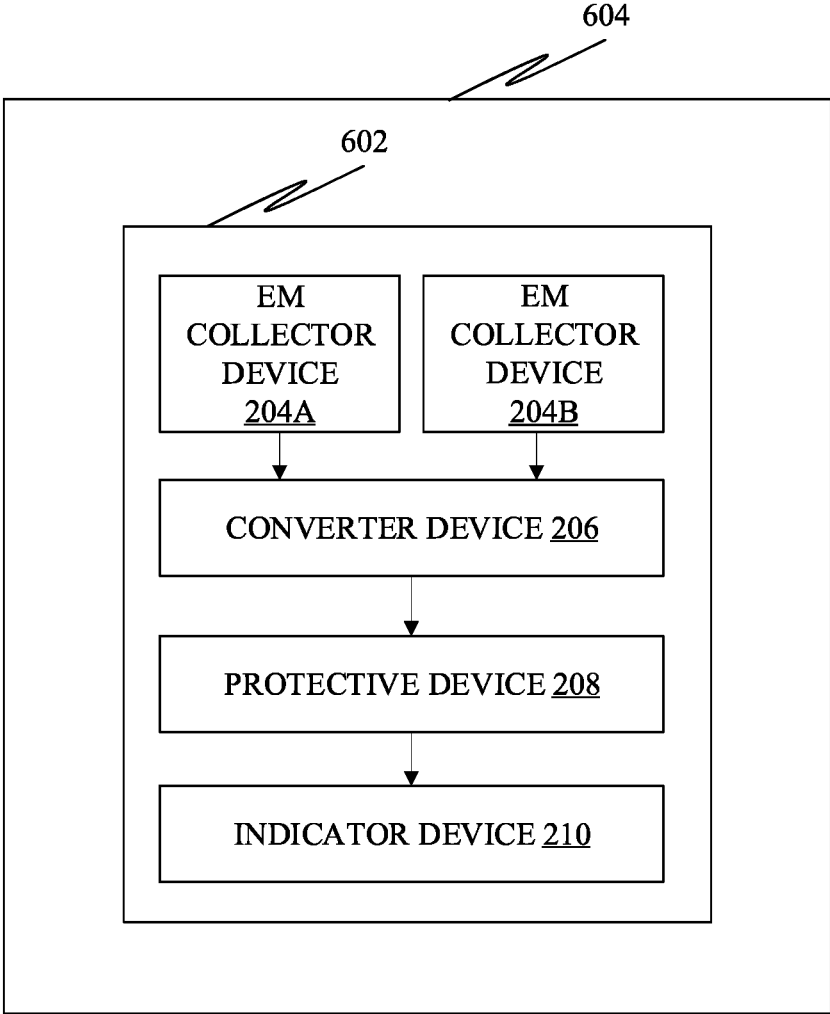 604
602
EM
COLLECTOR
DEVICE
204A
EM
COLLECTOR
DEVICE
204B
CONVERTER DEVICE 206
PROTECTIVE DEVICE 208
INDICATOR DEVICE 210